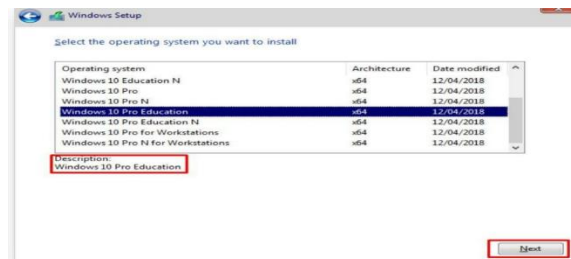 Windows Setup
Select the operating system you want to install
Operating system Architecture Date modified
Windows 10 Education N x64 12/04/2018
Windows 10 Pro x64 12/04/2018
Windows 10 Pro N x64 12/04/2018
Windows 10 Pro Education x64 12/04/2018
Windows 10 Pro Education N x64 12/04/2018
Windows 10 Pro for Workstations x64 12/04/2018
Windows 10 Pro N for Workstations x64 12/04/2018
Description:
Windows 10 Pro Education
Next